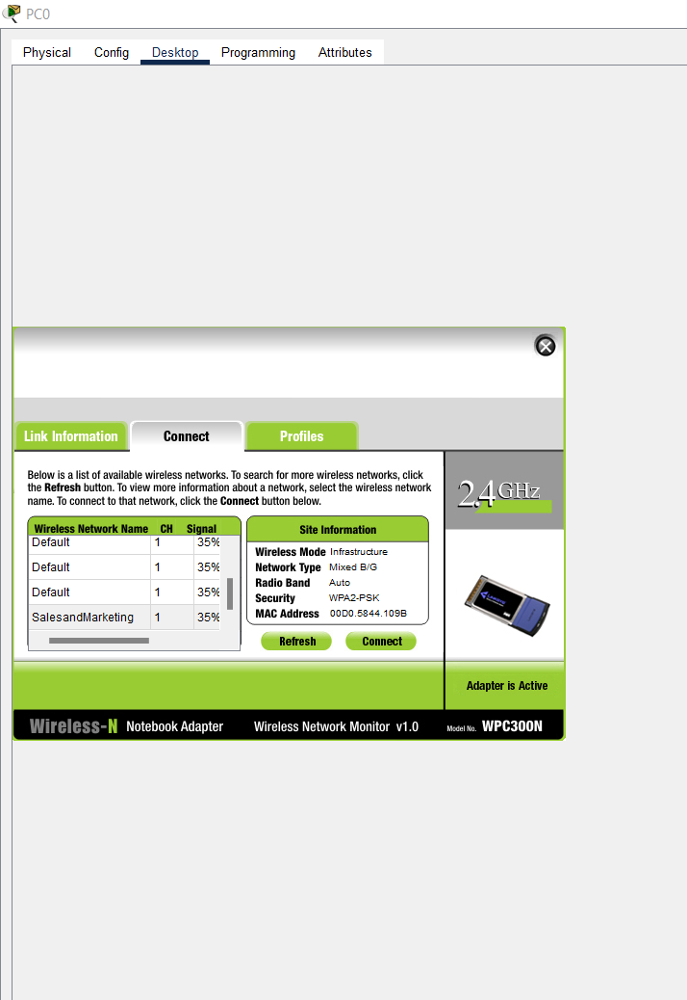 PC0
Physical Config Desktop Programming Attributes
Link Information Connect Profiles
Below is a list of available wireless networks. To search for more wireless networks, click
the Refresh button. To view more information about a network, select the wireless network
name. To connect to that network, click the Connect button below.
2.4GHz
Wireless Network Name CH Signal
Default 1 35%
Default 1 35%
Default 1 35%
SalesandMarketing 1 35%
Site Information
Wireless Mode Infrastructure
Network Type Mixed B/G
Radio Band Auto
Security WPA2-PSK
MAC Address 00D0.5844.109B
Refresh Connect
Adapter is Active
Wireless-N Notebook Adapter Wireless Network Monitor v1.0 Model No. WPC300N